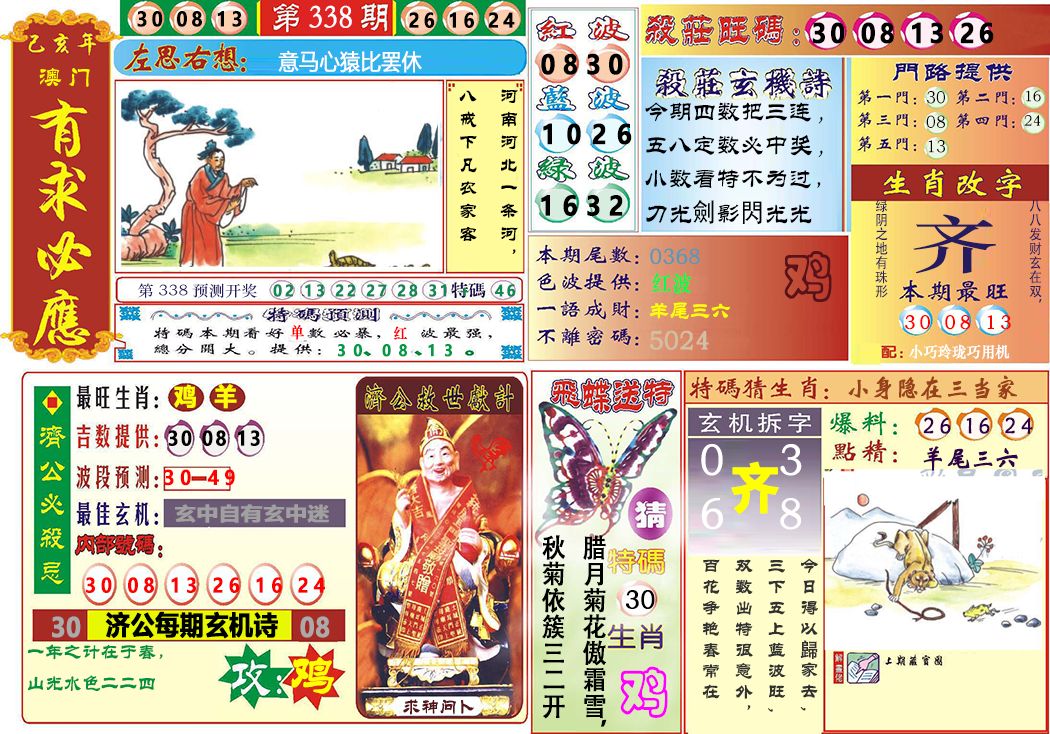 乙亥年
澳门
有求必應
30 08 13
第338期
26 16 24
左思右想：
意马心猿比罢休
河南河北一条河，
八戒下凡农家客
第338预测开奖 02 13 22 27 28 31 特碼 46
特碼預測
特碼本期看好单数必暴，红波最强，
總分開大。提供：30、08、13。
红波
08 30
藍波
10 26
綠波
16 32
殺莊旺碼：30 08 13 26
殺莊玄機詩
今期四数把三连，
五八定数必中奖，
小数看特不为过，
刀光劍影閃光光
門路提供
第一門：30 第二門：16
第三門：08 第四門：24
第五門：13
生肖改字
八八发财玄在双，
绿阴之地有珠形
齐
本期最旺
30 08 13
配：小巧玲珑巧用机
本期尾數：0368
色波提供：红波
一語成財：羊尾三六
不離密碼：5024
鸡
濟公必殺忌
最旺生肖：鸡 羊
吉数提供：30 08 13
波段预测：30—49
最佳玄机：玄中自有玄中迷
内部號碼：
30 08 13 26 16 24
30 济公每期玄机诗 08
一年之计在于春，
山光水色二二四
攻：鸡
濟公救世獻計
敬贈
求神问卜
飛蝶送特
猜
特碼
30
生肖
鸡
腊月菊花傲霜雪，
秋菊依簇三二开
特碼猜生肖：小身隐在三当家
玄机拆字
0 3
齐
6 8
今日得以歸家去，
三下五上蓝波旺，
双数出特很意外，
百花争艳春常在
爆料：26 16 24
點精：羊尾三六
上期藏宝图